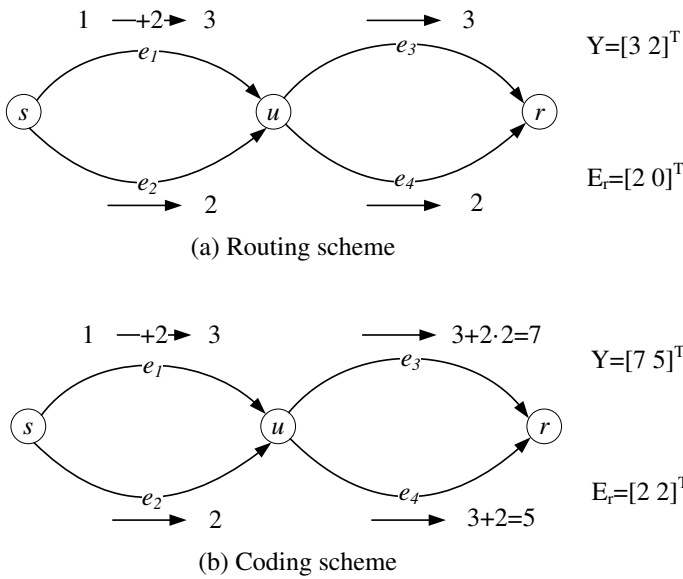 1 +2 3
3
Y=[3 2]ᵀ
e₁
e₃
s
u
r
e₂
e₄
Eᵣ=[2 0]ᵀ
2
2
(a) Routing scheme
1 +2 3
3+2·2=7
Y=[7 5]ᵀ
e₁
e₃
s
u
r
e₂
e₄
Eᵣ=[2 2]ᵀ
2
3+2=5
(b) Coding scheme